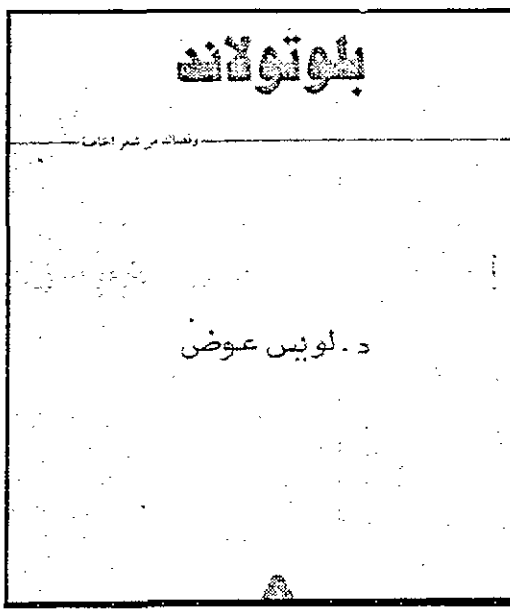 بلوتولاند
وقصائد من شعر الخاصة
د. لويس عوض